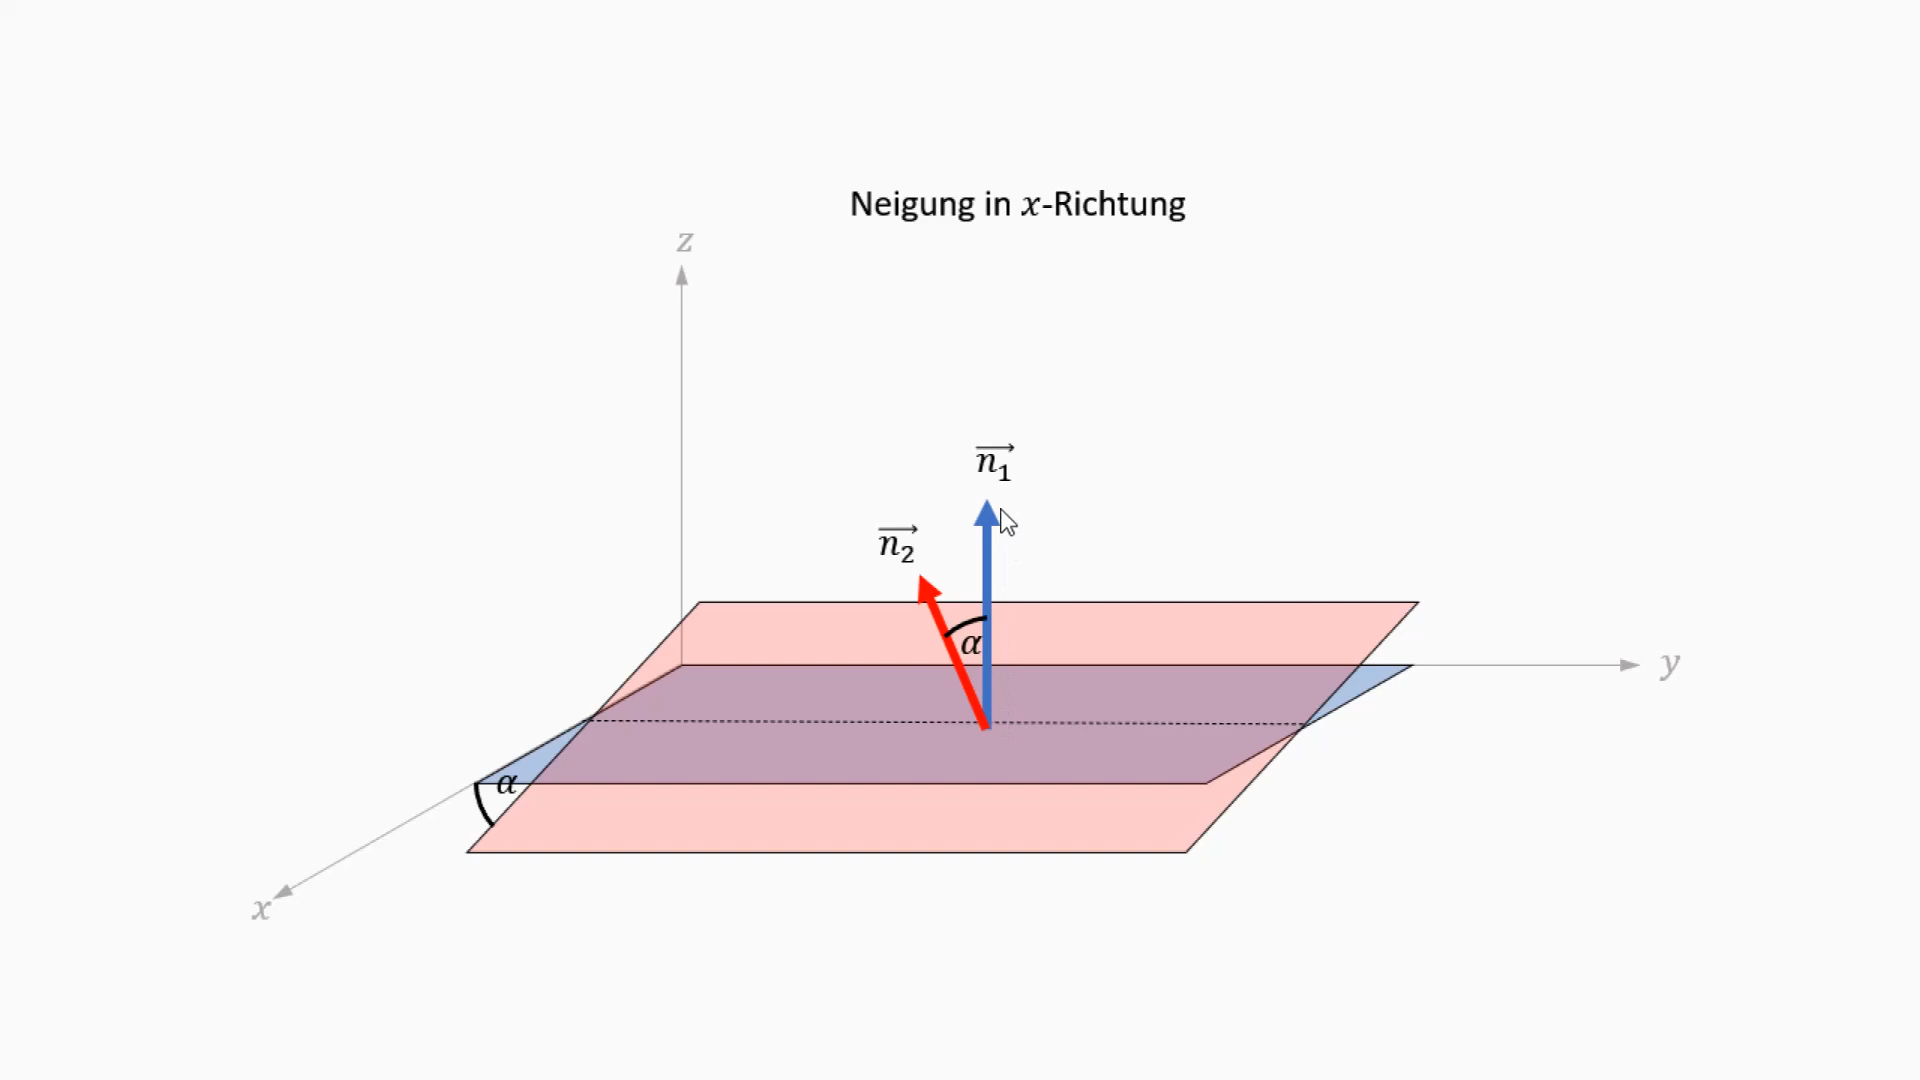 Neigung in x-Richtung
z
n₁
n₂
α
y
α
x